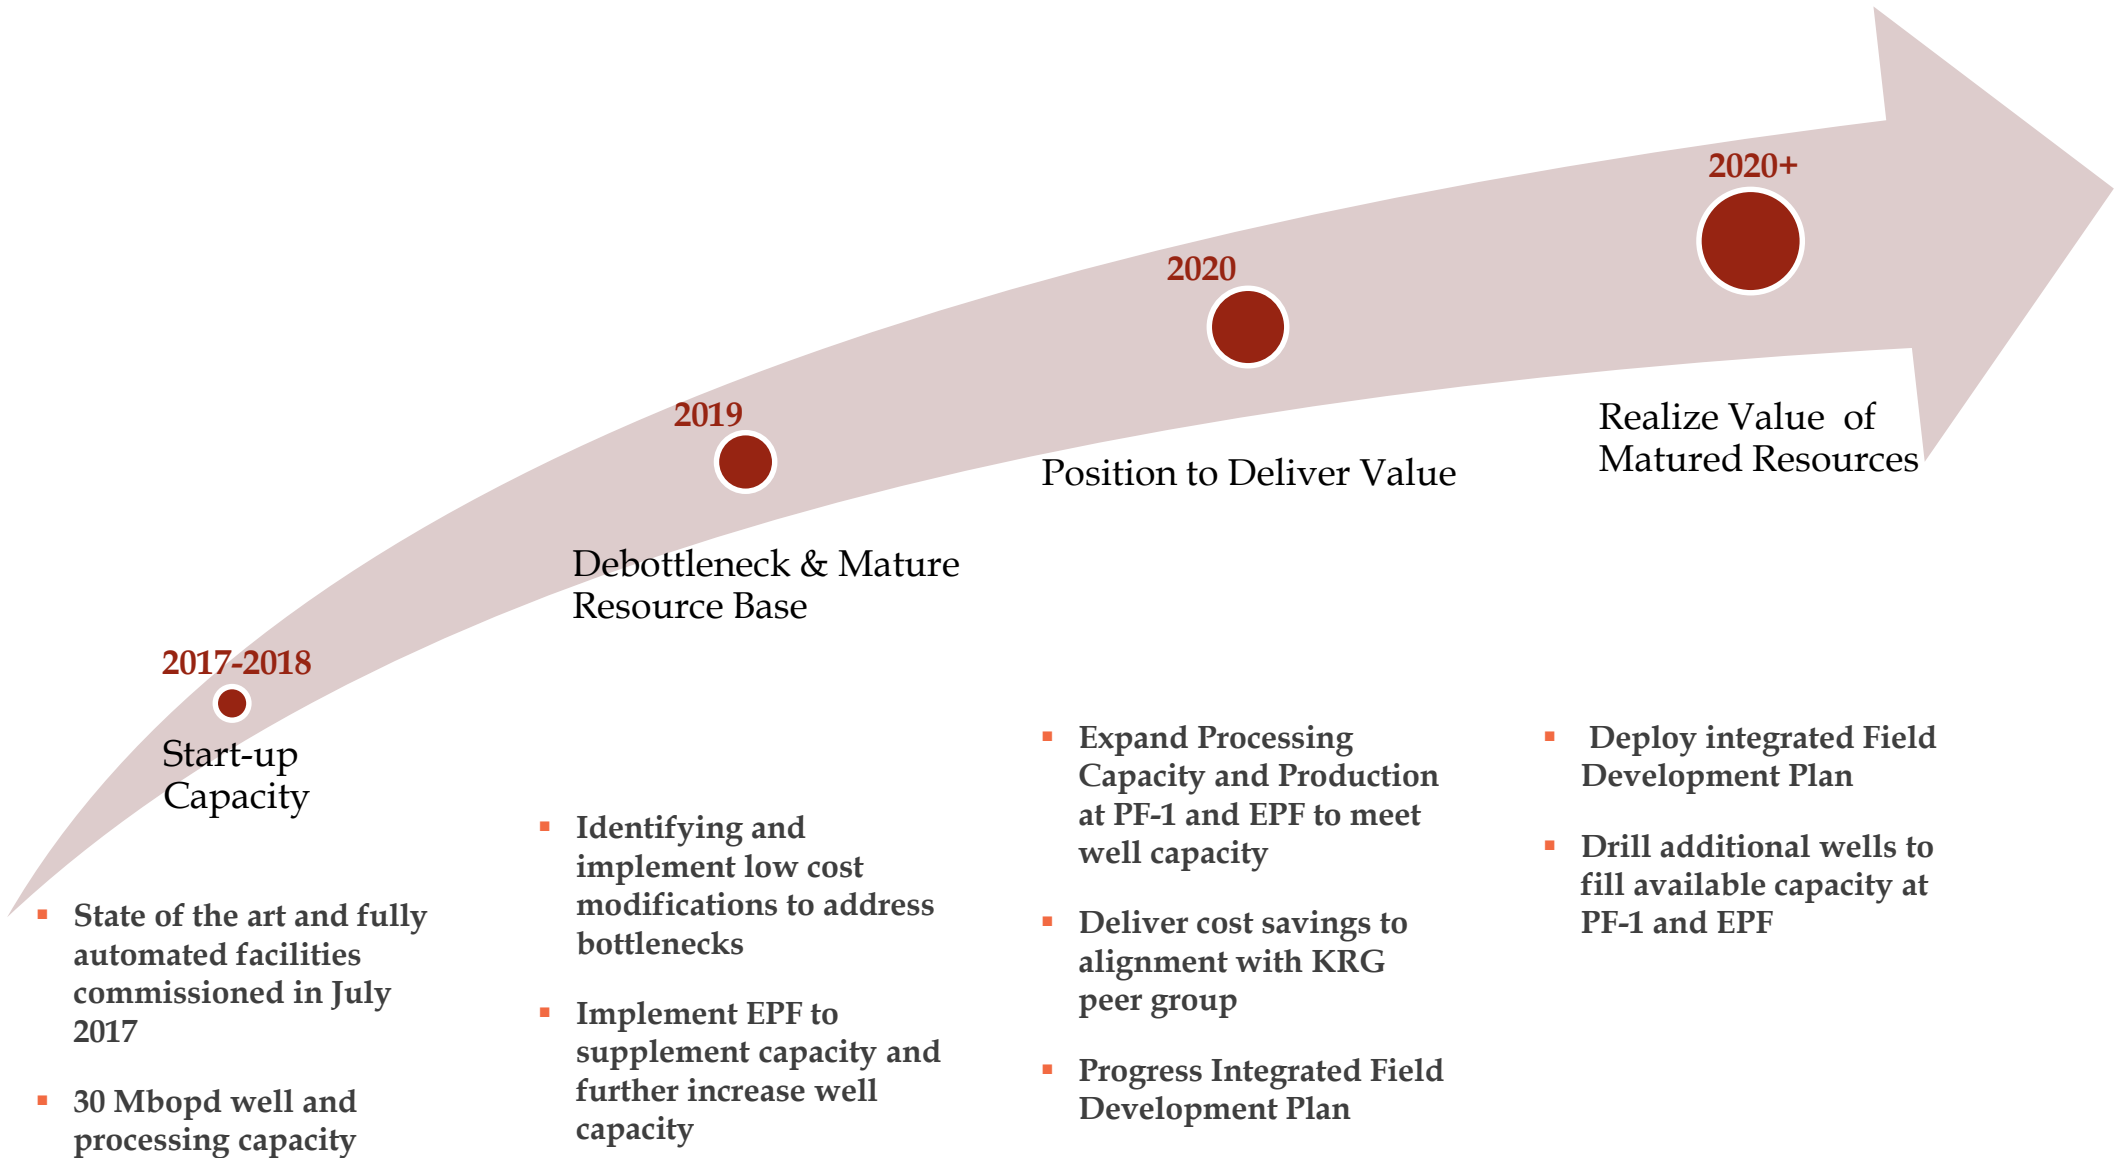 2017-2018
Start-up
Capacity
▪ State of the art and fully
automated facilities
commissioned in July
2017
▪ 30 Mbopd well and
processing capacity
2019
Debottleneck & Mature
Resource Base
▪ Identifying and
implement low cost
modifications to address
bottlenecks
▪ Implement EPF to
supplement capacity and
further increase well
capacity
2020
Position to Deliver Value
▪ Expand Processing
Capacity and Production
at PF-1 and EPF to meet
well capacity
▪ Deliver cost savings to
alignment with KRG
peer group
▪ Progress Integrated Field
Development Plan
2020+
Realize Value of
Matured Resources
▪ Deploy integrated Field
Development Plan
▪ Drill additional wells to
fill available capacity at
PF-1 and EPF